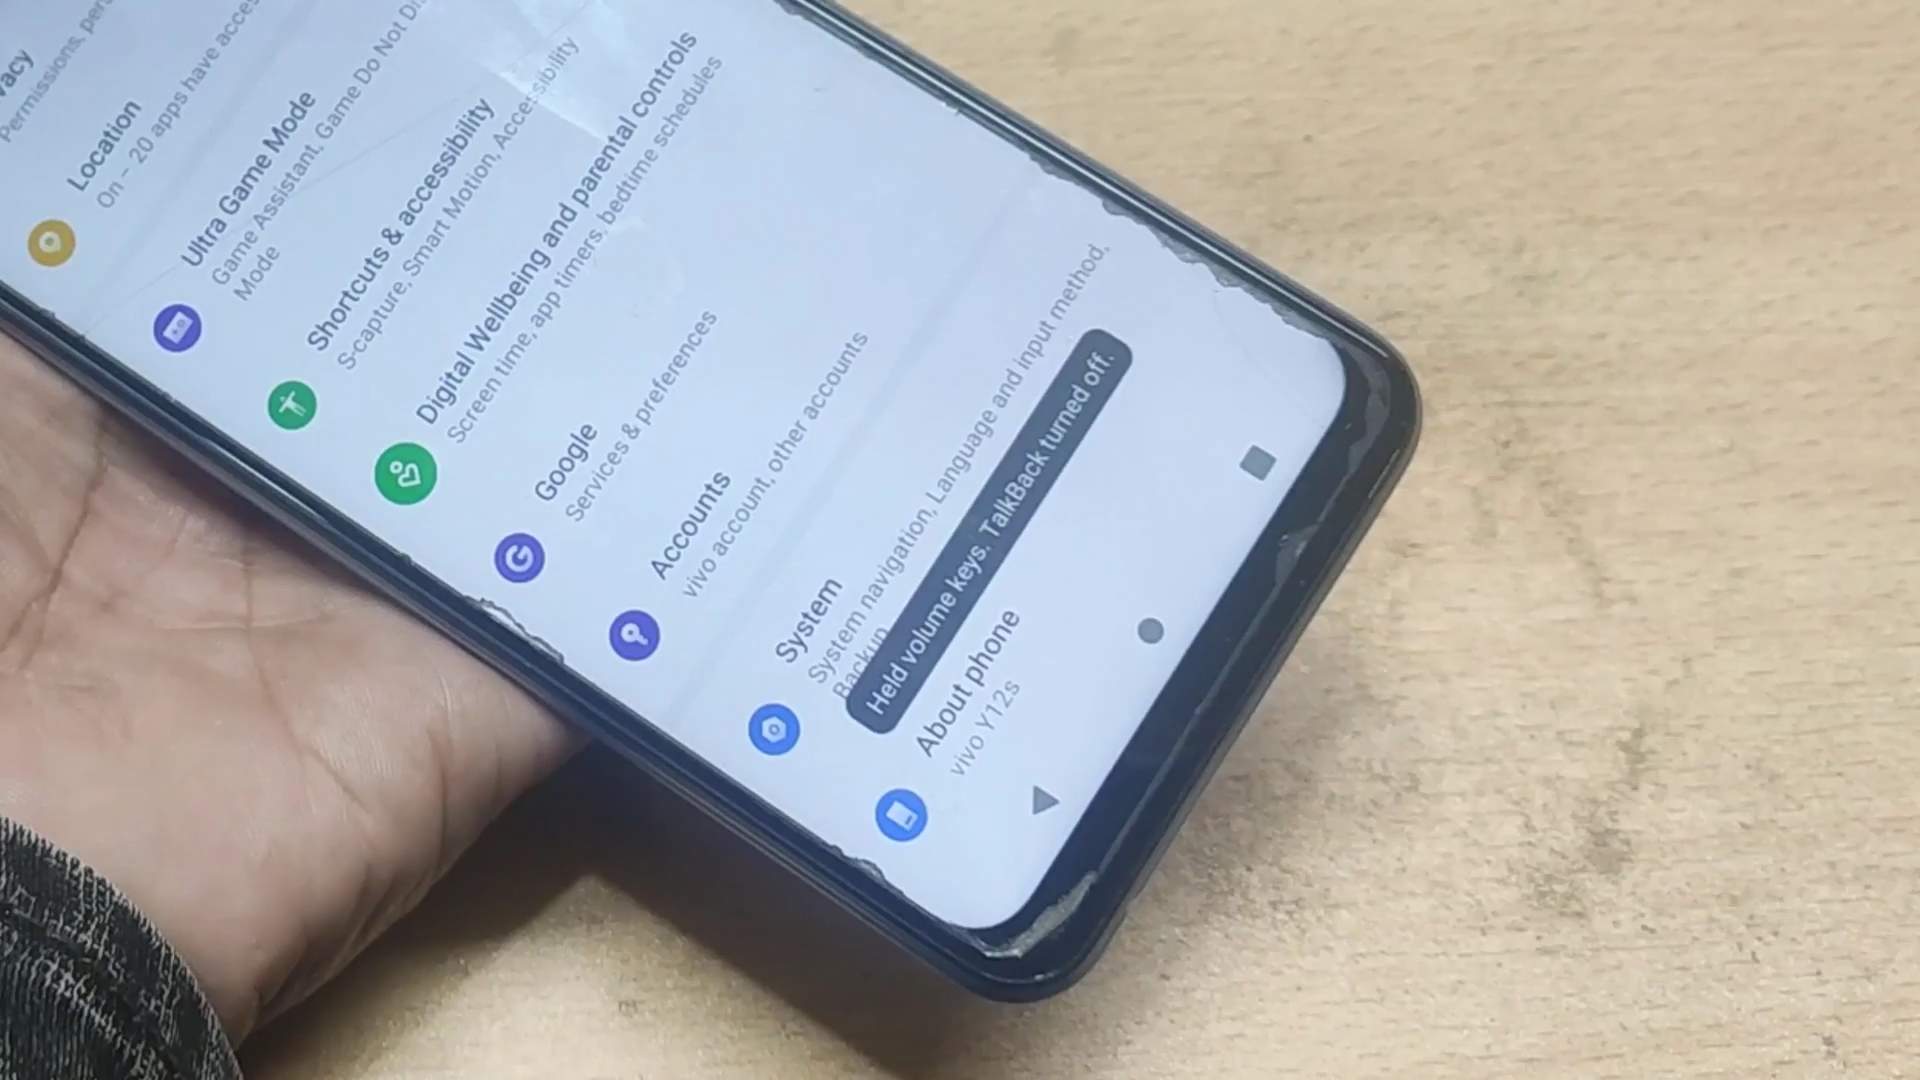 vacy
Permissions, per
Location
On – 20 apps have acces
Ultra Game Mode
Game Assistant, Game Do Not Di
Mode
Shortcuts & accessibility
S-capture, Smart Motion, Accessibility
Digital Wellbeing and parental controls
Screen time, app timers, bedtime schedules
Google
Services & preferences
Accounts
vivo account, other accounts
System
System navigation, Language and input method,
Backup
Held volume keys. TalkBack turned off.
About phone
vivo Y12s